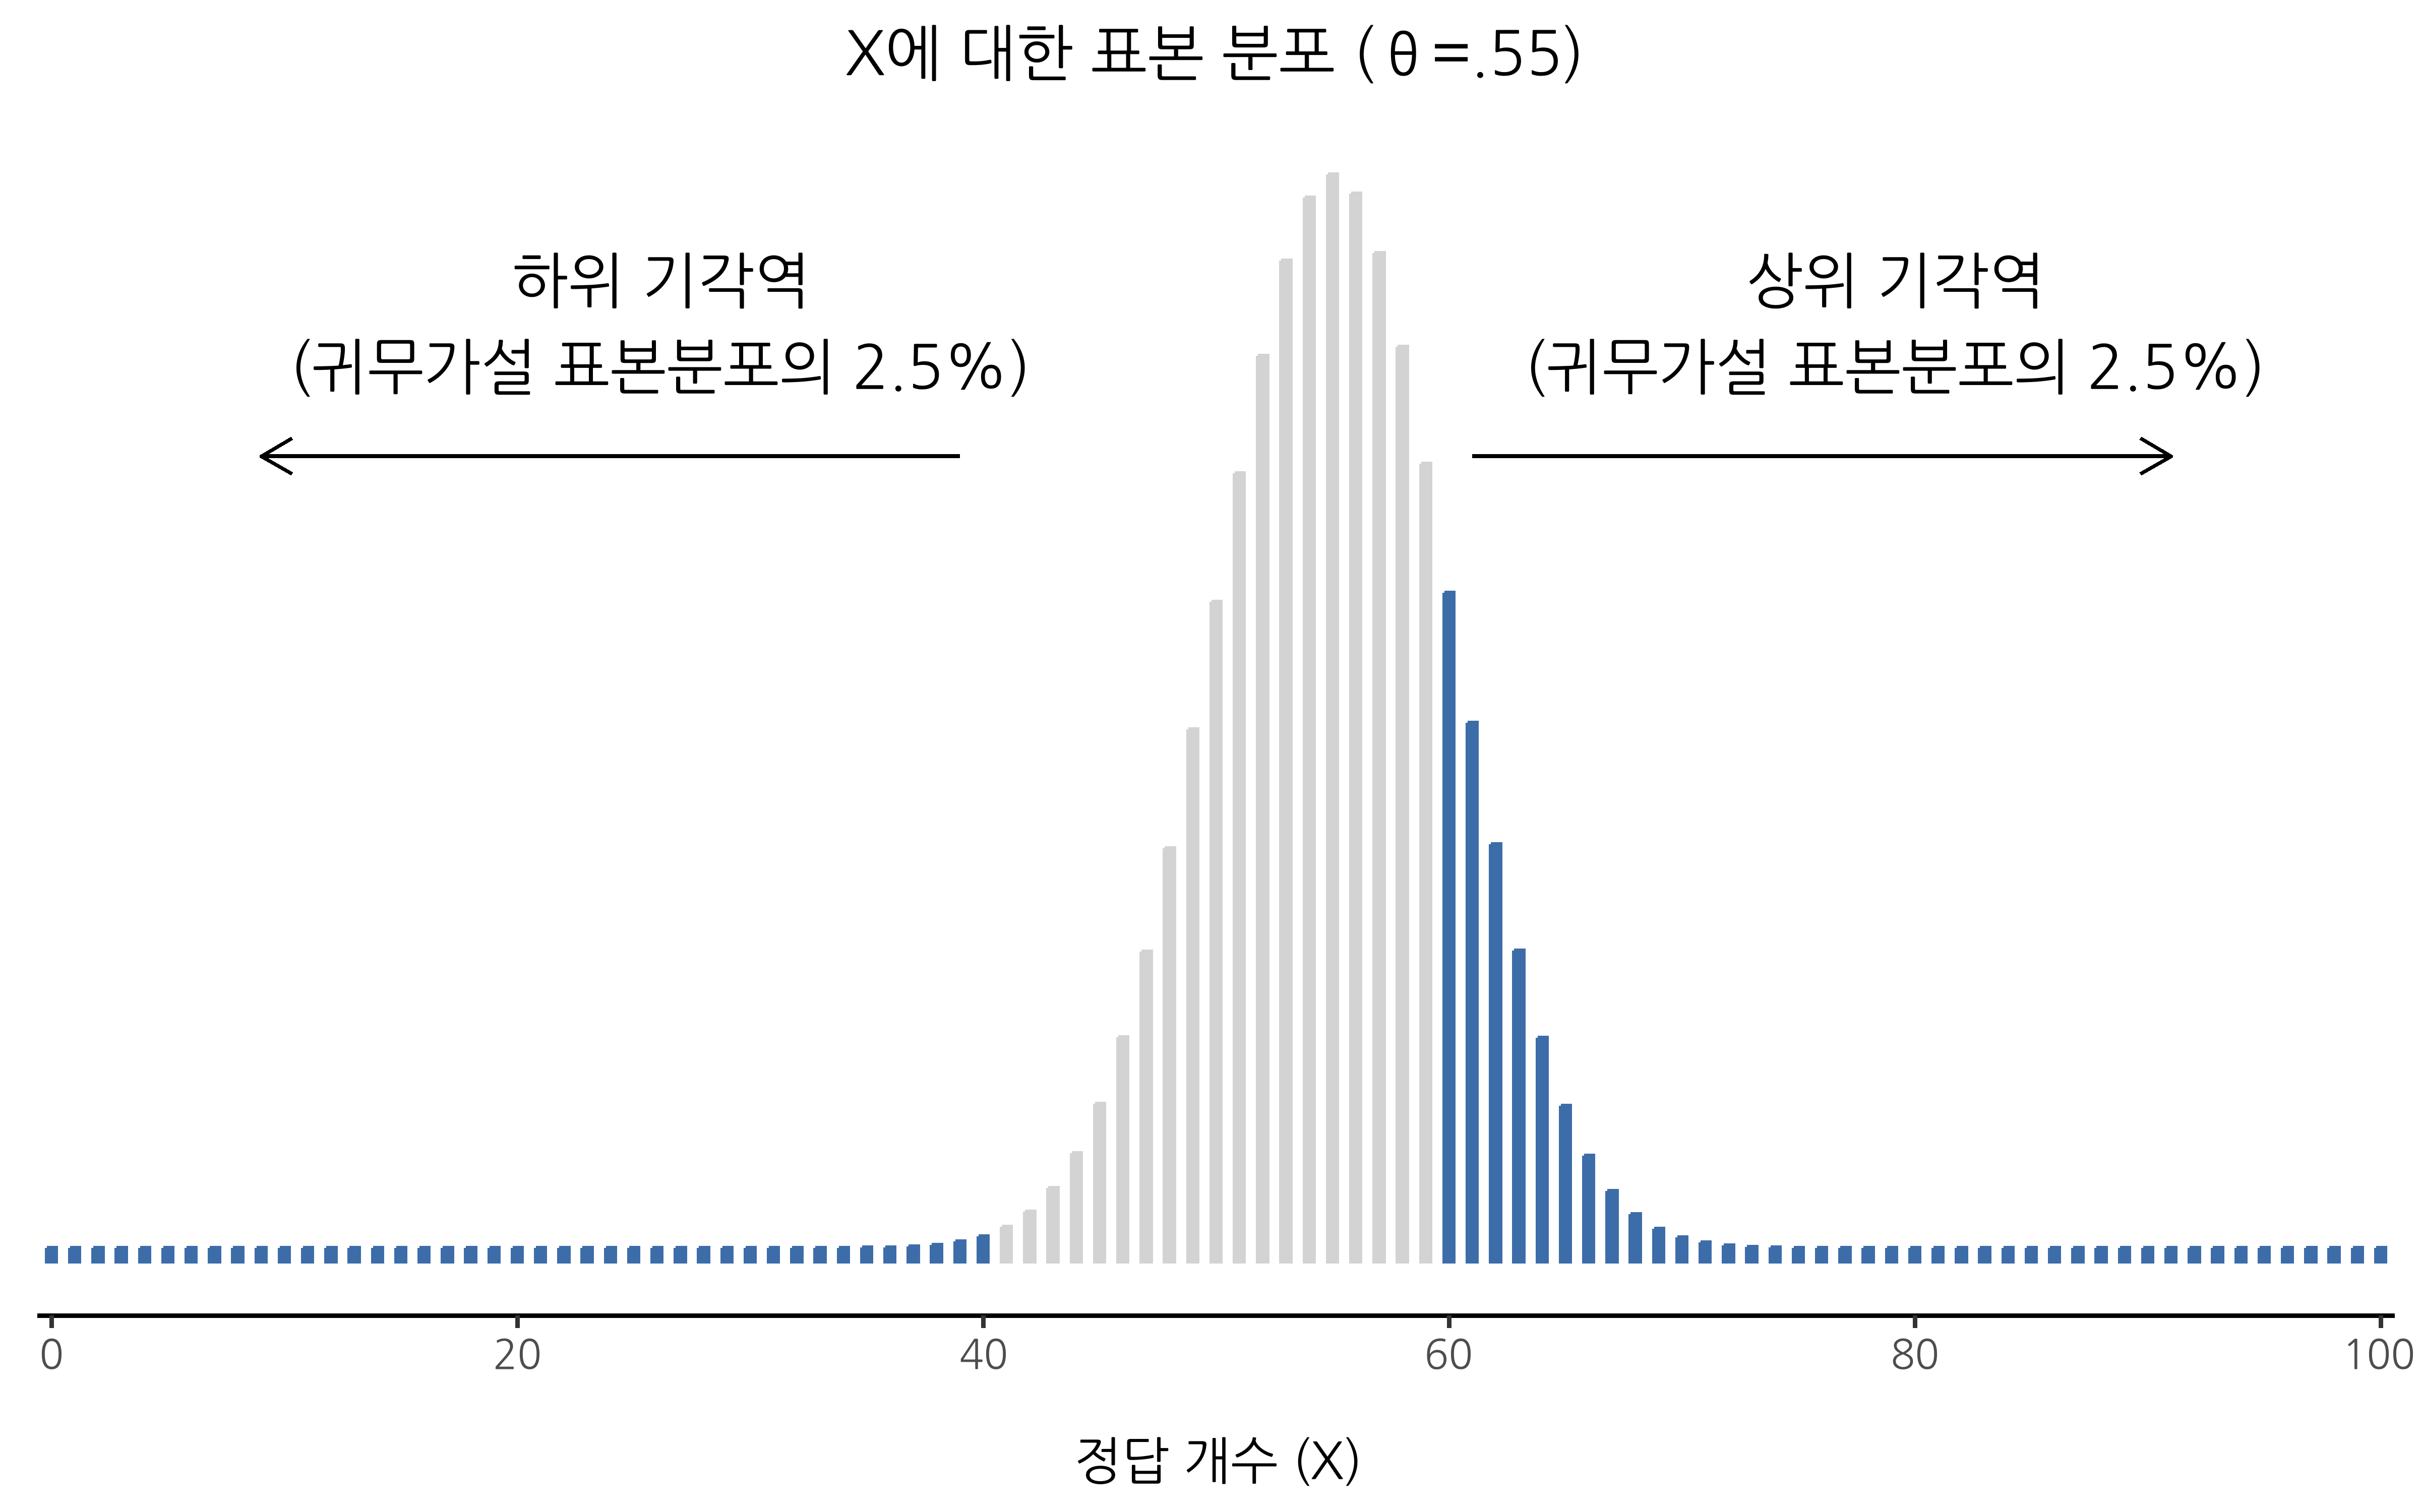 X에 대한 표본 분포 (θ=.55)
하위 기각역
(귀무가설 표본분포의 2.5%)
상위 기각역
(귀무가설 표본분포의 2.5%)
0 20 40 60 80 100
정답 개수 (X)